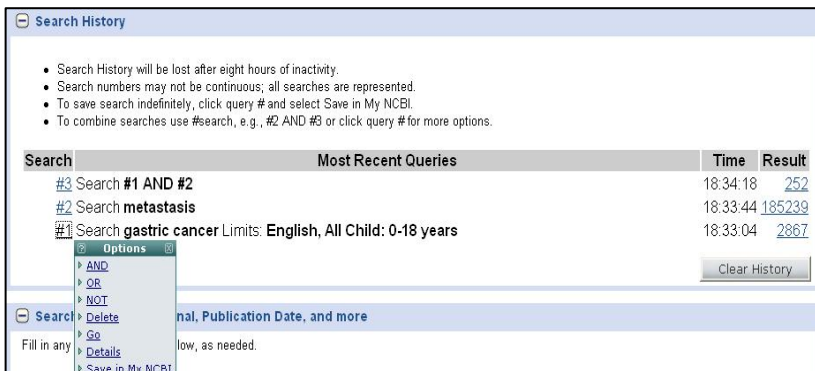 Search History
Search History will be lost after eight hours of inactivity.
Search numbers may not be continuous; all searches are represented.
To save search indefinitely, click query # and select Save in My NCBI.
To combine searches use #search, e.g., #2 AND #3 or click query # for more options.
Search Most Recent Queries Time Result
#3 Search #1 AND #2 18:34:18 252
#2 Search metastasis 18:33:44 185239
#1 Search gastric cancer Limits: English, All Child: 0-18 years 18:33:04 2867
Options
AND
OR
NOT
Delete
Go
Details
Save in My NCBI
Clear History
Search nal, Publication Date, and more
Fill in any low, as needed.